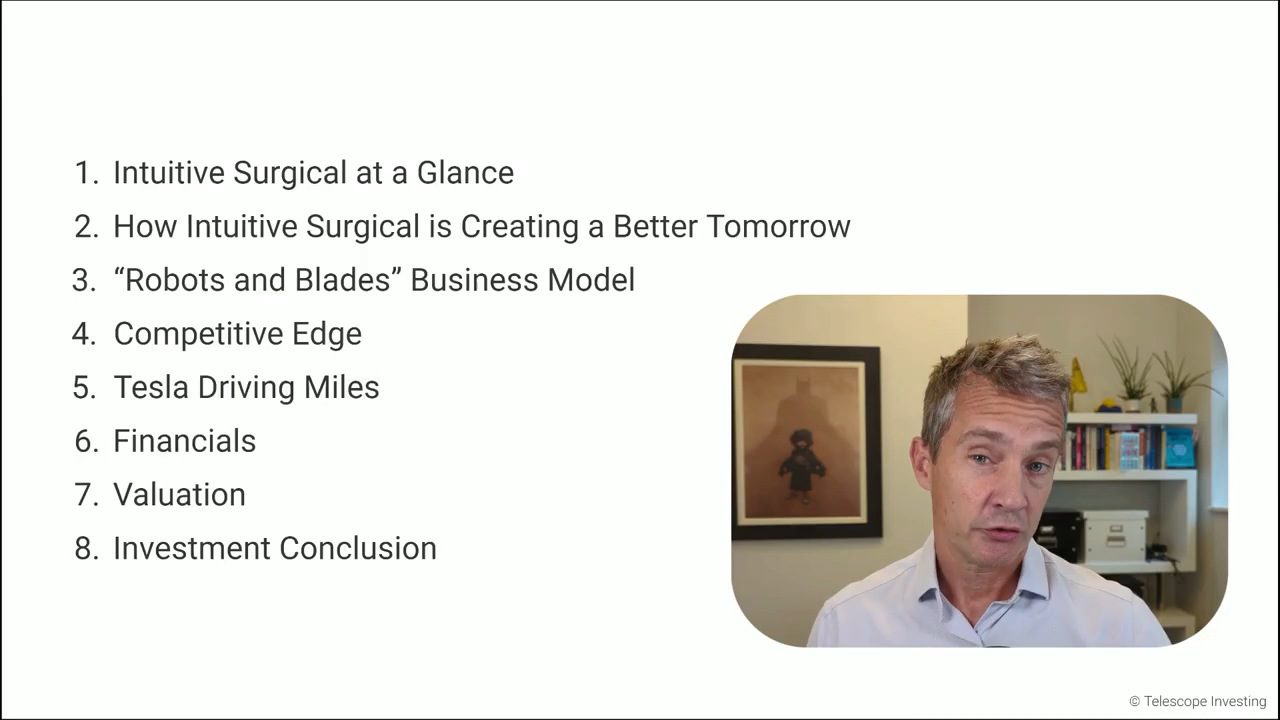 1. Intuitive Surgical at a Glance
2. How Intuitive Surgical is Creating a Better Tomorrow
3. “Robots and Blades” Business Model
4. Competitive Edge
5. Tesla Driving Miles
6. Financials
7. Valuation
8. Investment Conclusion
© Telescope Investing